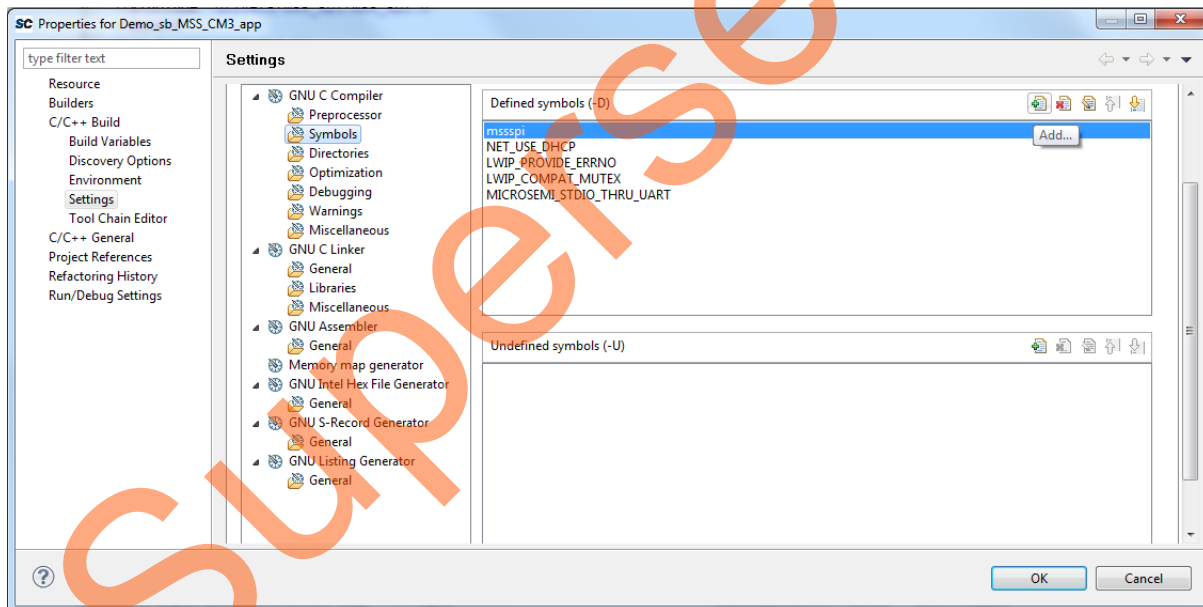 SC Properties for Demo_sb_MSS_CM3_app
type filter text
Resource
Builders
C/C++ Build
Build Variables
Discovery Options
Environment
Settings
Tool Chain Editor
C/C++ General
Project References
Refactoring History
Run/Debug Settings
Settings
GNU C Compiler
Preprocessor
Symbols
Directories
Optimization
Debugging
Warnings
Miscellaneous
GNU C Linker
General
Libraries
Miscellaneous
GNU Assembler
General
Memory map generator
GNU Intel Hex File Generator
General
GNU S-Record Generator
General
GNU Listing Generator
General
Defined symbols (-D)
Add...
mssspi
NET_USE_DHCP
LWIP_PROVIDE_ERRNO
LWIP_COMPAT_MUTEX
MICROSEMI_STDIO_THRU_UART
Undefined symbols (-U)
OK
Cancel
Superse